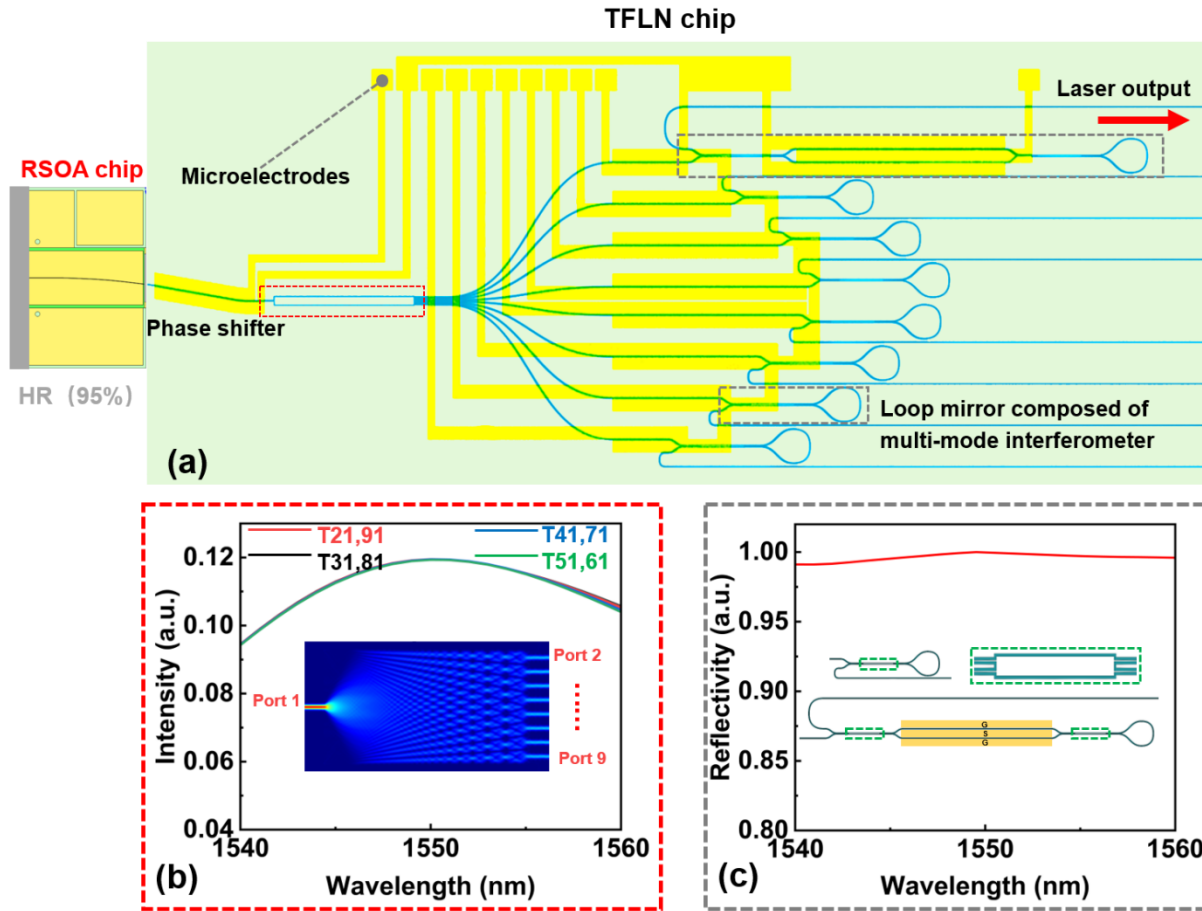 TFLN chip
Laser output
RSOA chip
Microelectrodes
Phase shifter
HR (95%)
Loop mirror composed of
multi-mode interferometer
(a)
T21,91
T41,71
T31,81
T51,61
0.12
0.10
0.08
0.06
0.04
Intensity (a.u.)
Port 1
Port 2
Port 9
1540
1550
1560
Wavelength (nm)
(b)
1.00
0.95
0.90
0.85
0.80
Reflectivity (a.u.)
G
S
G
1540
1550
1560
Wavelength (nm)
(c)